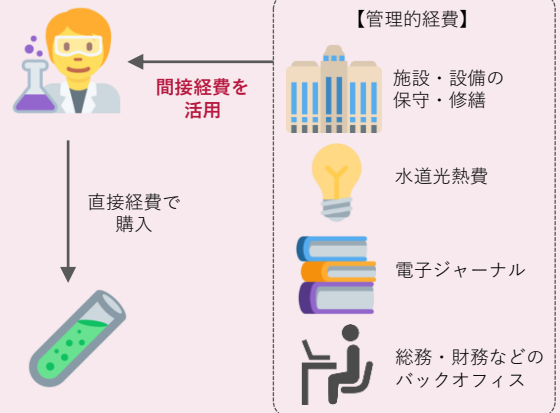 【管理的経費】
施設・設備の
保守・修繕
間接経費を
活用
水道光熱費
直接経費で
購入
電子ジャーナル
総務・財務などの
バックオフィス